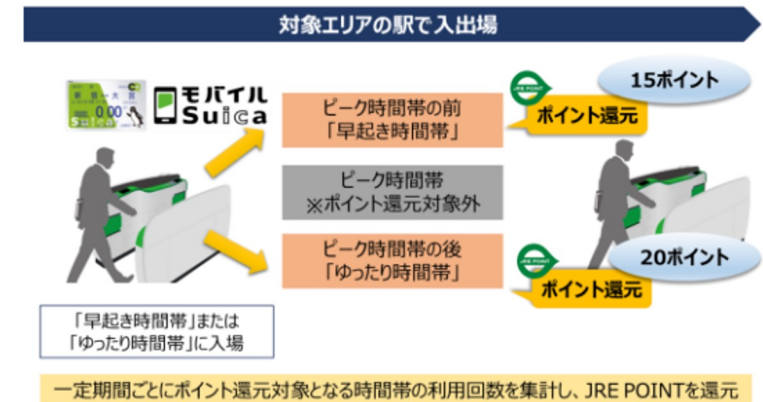 対象エリアの駅で入出場
モバイル
Suica
Suica
ピーク時間帯の前
「早起き時間帯」
JRE POINT
ポイント還元
15ポイント
ピーク時間帯
※ポイント還元対象外
ピーク時間帯の後
「ゆったり時間帯」
JRE POINT
ポイント還元
20ポイント
「早起き時間帯」または
「ゆったり時間帯」に入場
一定期間ごとにポイント還元対象となる時間帯の利用回数を集計し、JRE POINTを還元